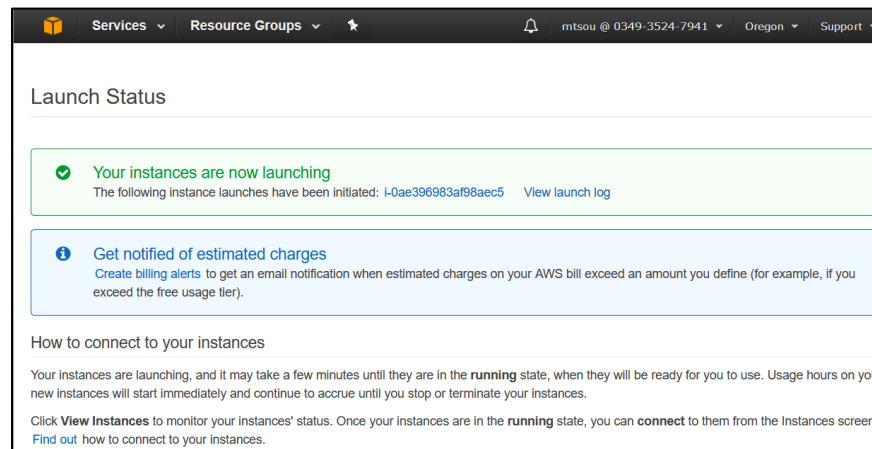 Services Resource Groups mtsou @ 0349-3524-7941 Oregon Support
Launch Status
Your instances are now launching
The following instance launches have been initiated: i-0ae396983af98aec5 View launch log
Get notified of estimated charges
Create billing alerts to get an email notification when estimated charges on your AWS bill exceed an amount you define (for example, if you
exceed the free usage tier).
How to connect to your instances
Your instances are launching, and it may take a few minutes until they are in the running state, when they will be ready for you to use. Usage hours on
new instances will start immediately and continue to accrue until you stop or terminate your instances.
Click View Instances to monitor your instances' status. Once your instances are in the running state, you can connect to them from the Instances screen
Find out how to connect to your instances.